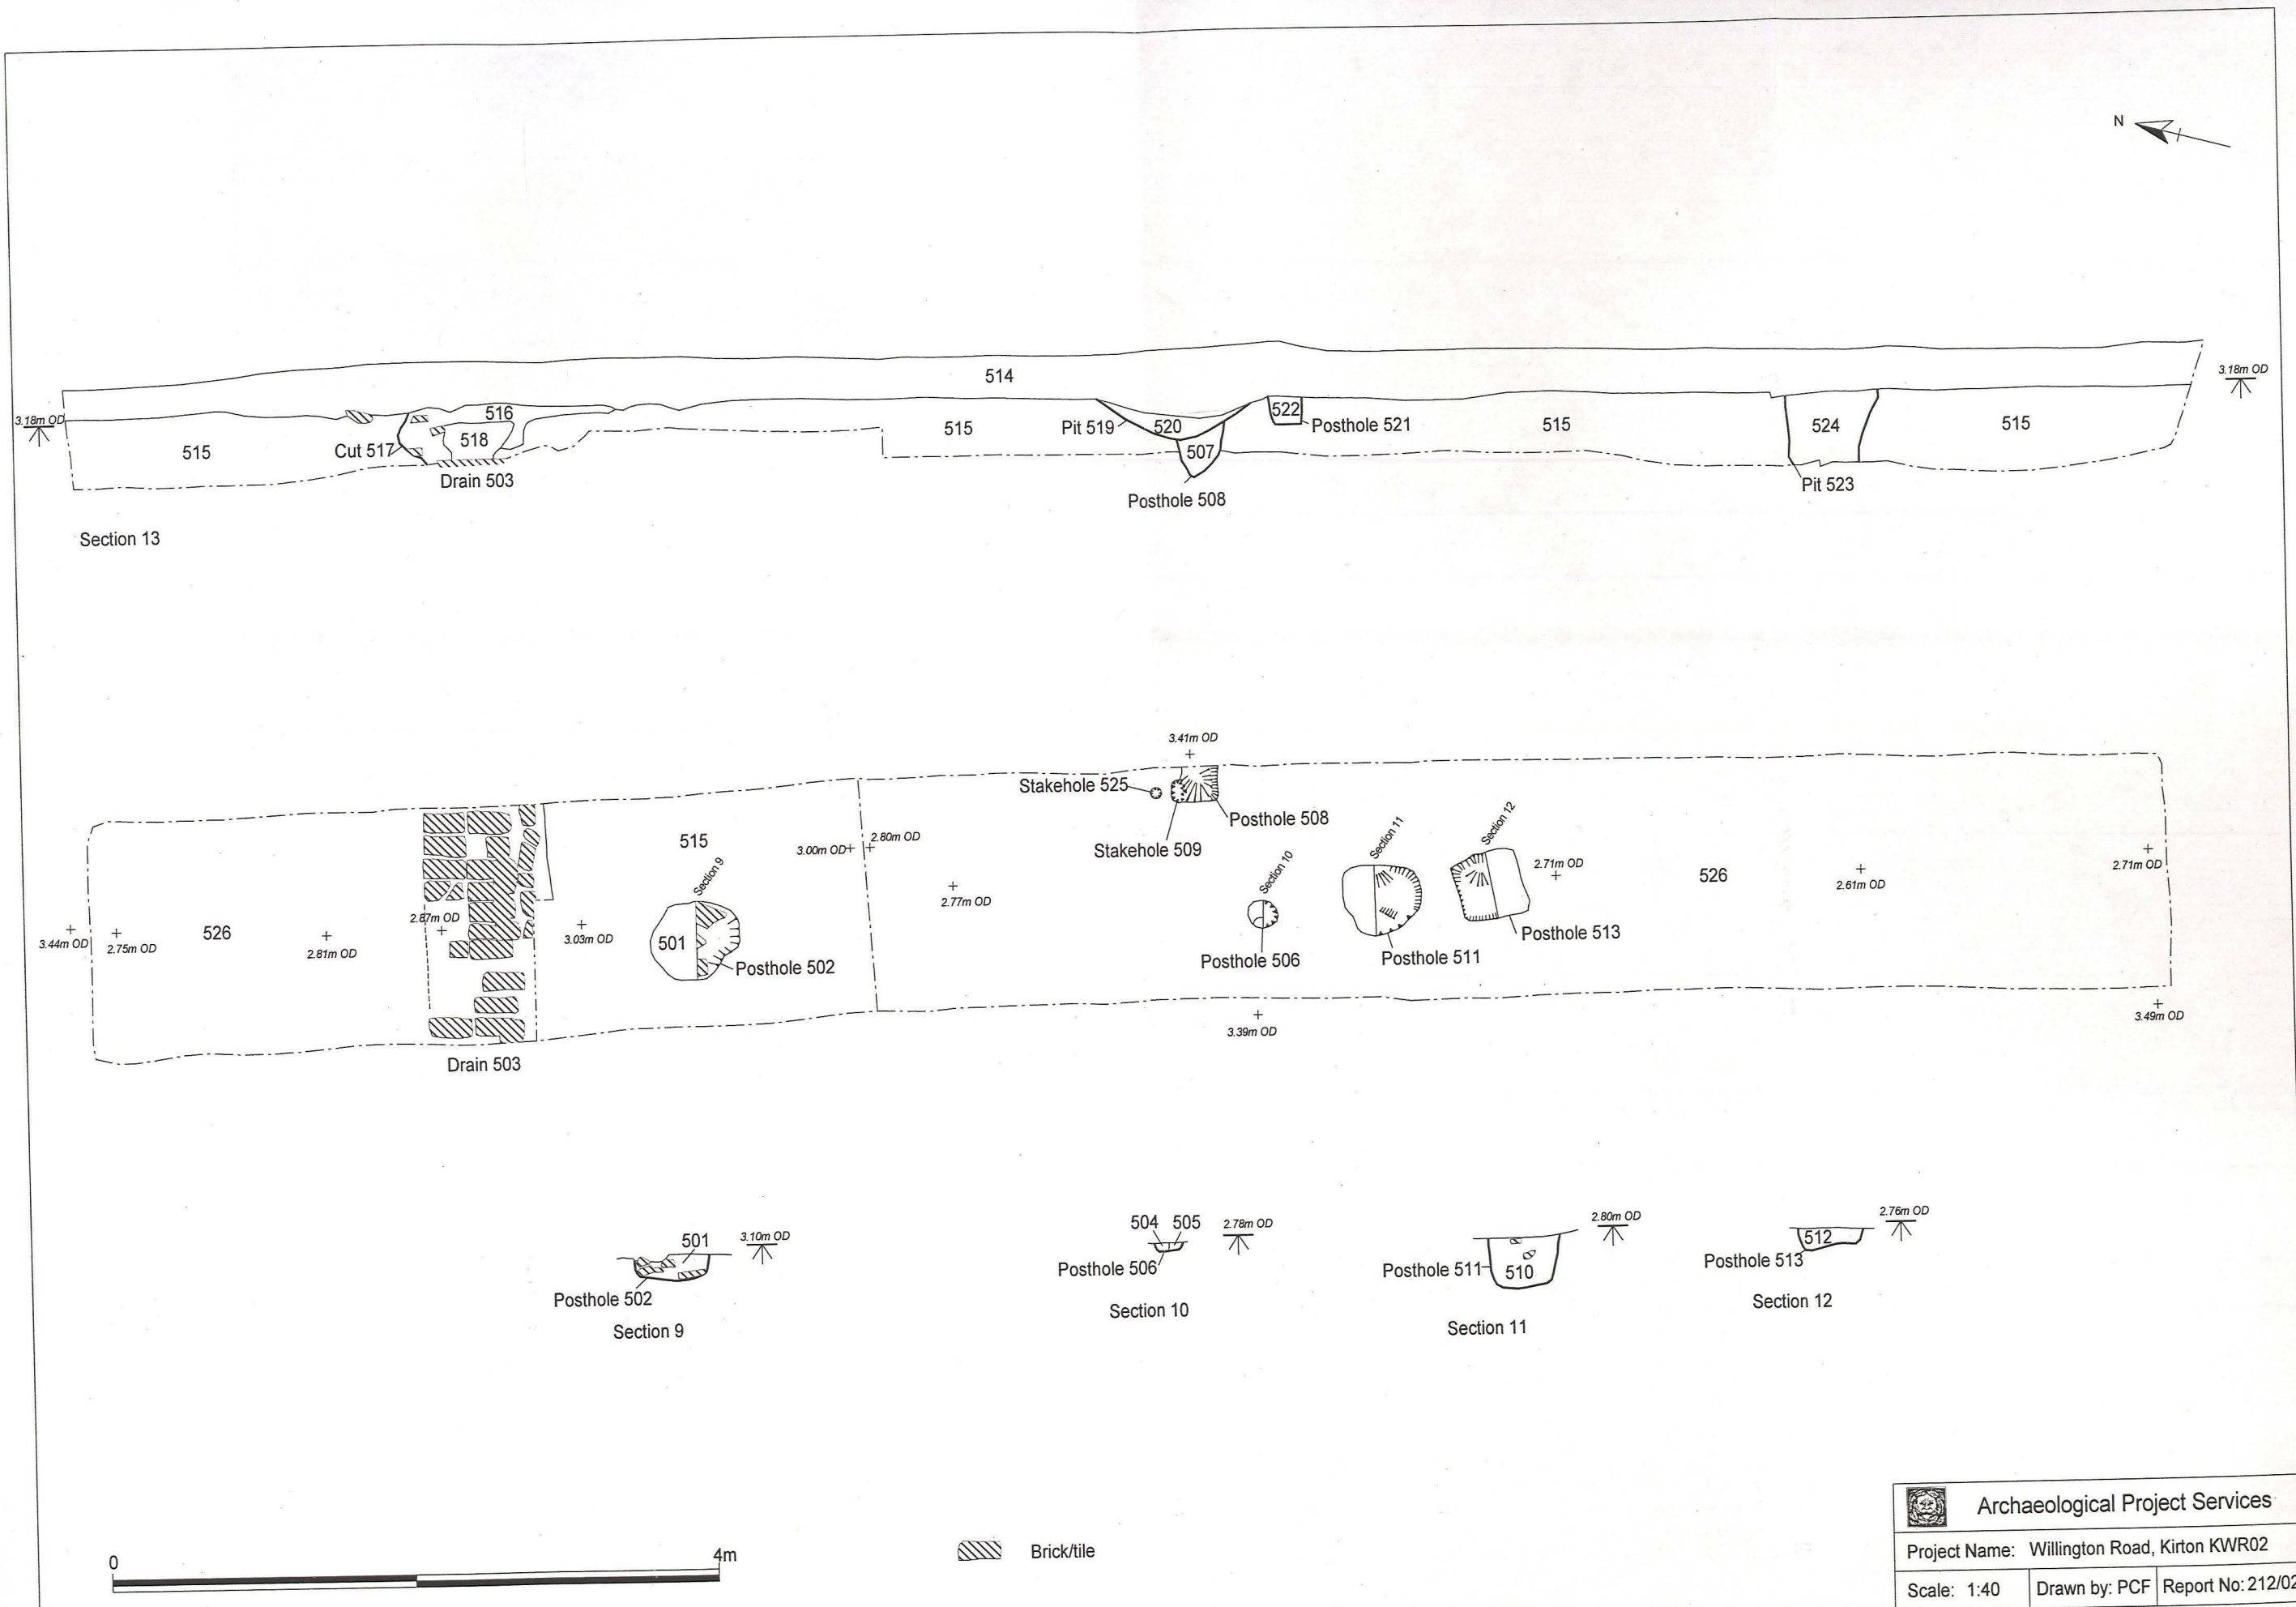 N
514
3.18m OD
3.18m OD
516
522
Pit 519
520
Posthole 521
515
515
515
524
515
Cut 517
518
507
Drain 503
Posthole 508
Pit 523
Section 13
3.41m OD
Stakehole 525
Posthole 508
Stakehole 509
515
3.00m OD
2.80m OD
Section 9
Section 10
Section 11
Section 12
2.71m OD
526
2.61m OD
2.71m OD
2.77m OD
3.44m OD
2.75m OD
526
2.81m OD
2.87m OD
3.03m OD
501
Posthole 502
Posthole 506
Posthole 511
Posthole 513
3.39m OD
3.49m OD
Drain 503
501
3.10m OD
Posthole 502
Section 9
504 505
2.78m OD
Posthole 506
Section 10
2.80m OD
Posthole 511
510
Section 11
2.76m OD
512
Posthole 513
Section 12
0
4m
Brick/tile
Archaeological Project Services
Project Name: Willington Road, Kirton KWR02
Scale: 1:40 Drawn by: PCF Report No: 212/02